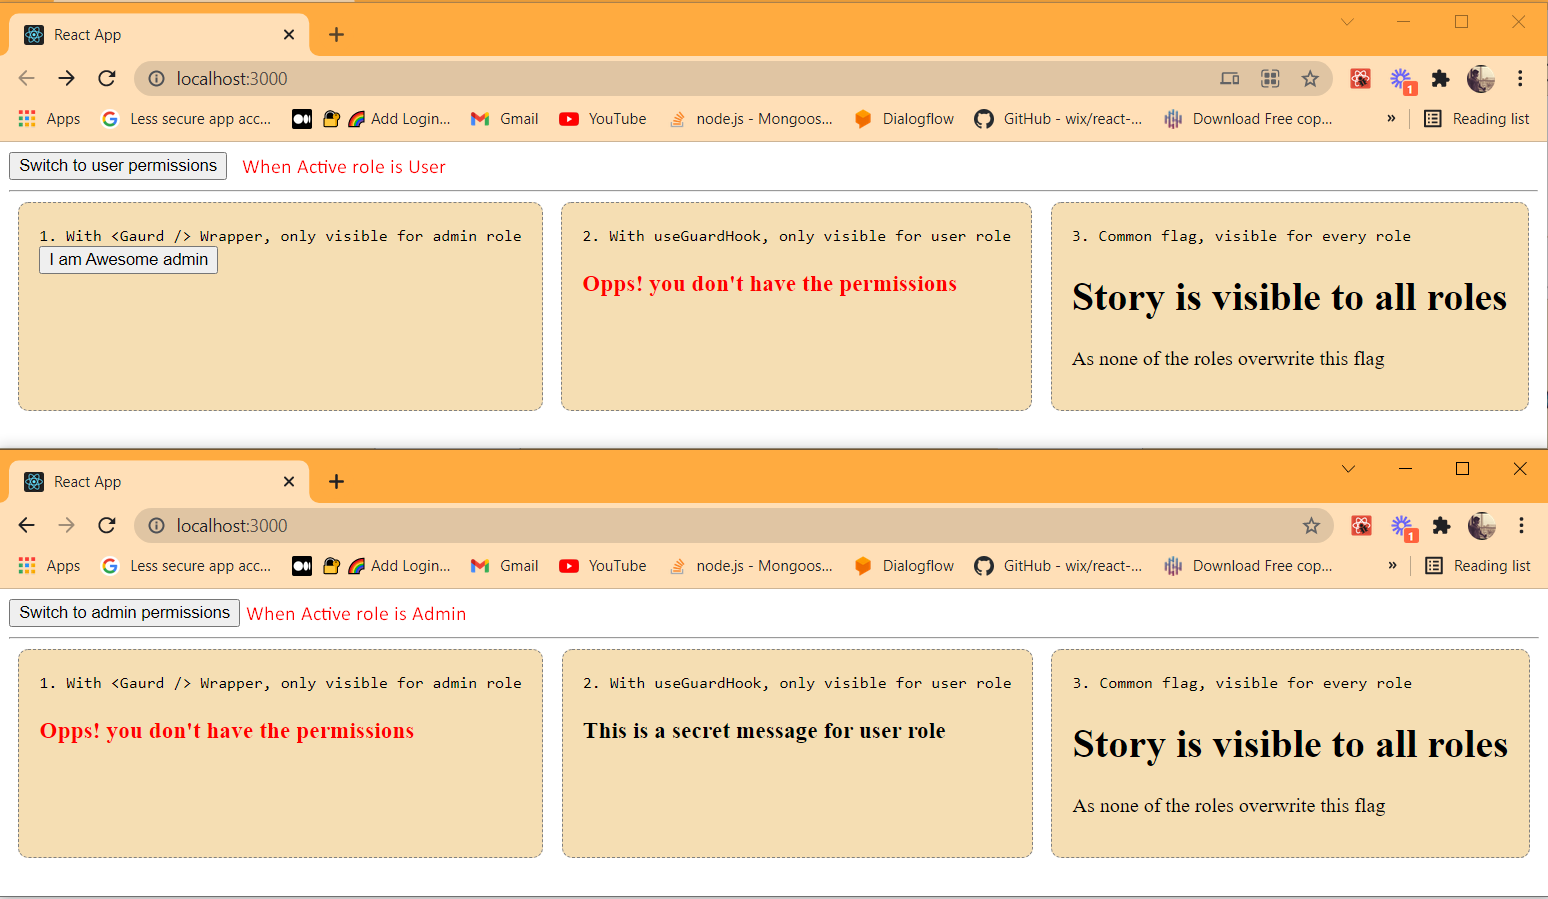 React App
localhost:3000
Apps Less secure app acc... Add Login... Gmail YouTube node.js - Mongoos... Dialogflow GitHub - wix/react-... Download Free cop... » Reading list
1
Switch to user permissions When Active role is User
1. With <Gaurd /> Wrapper, only visible for admin role
I am Awesome admin
2. With useGuardHook, only visible for user role
Opps! you don't have the permissions
3. Common flag, visible for every role
Story is visible to all roles
As none of the roles overwrite this flag
React App
localhost:3000
1
Apps Less secure app acc... Add Login... Gmail YouTube node.js - Mongoos... Dialogflow GitHub - wix/react-... Download Free cop... » Reading list
Switch to admin permissions When Active role is Admin
1. With <Gaurd /> Wrapper, only visible for admin role
Opps! you don't have the permissions
2. With useGuardHook, only visible for user role
This is a secret message for user role
3. Common flag, visible for every role
Story is visible to all roles
As none of the roles overwrite this flag